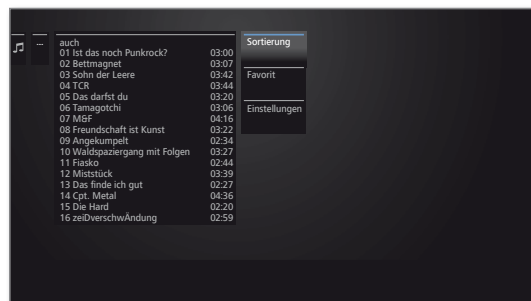 ...
auch
01 Ist das noch Punkrock? 03:00
02 Bettmagnet 03:07
03 Sohn der Leere 03:42
04 TCR 03:44
05 Das darfst du 03:20
06 Tamagotchi 03:06
07 M&F 04:16
08 Freundschaft ist Kunst 03:22
09 Angekumpelt 02:34
10 Waldspaziergang mit Folgen 03:27
11 Fiasko 02:44
12 Miststück 03:39
13 Das finde ich gut 02:27
14 Cpt. Metal 04:36
15 Die Hard 02:20
16 zeiDverschwÄndung 02:59
Sortierung
Favorit
Einstellungen